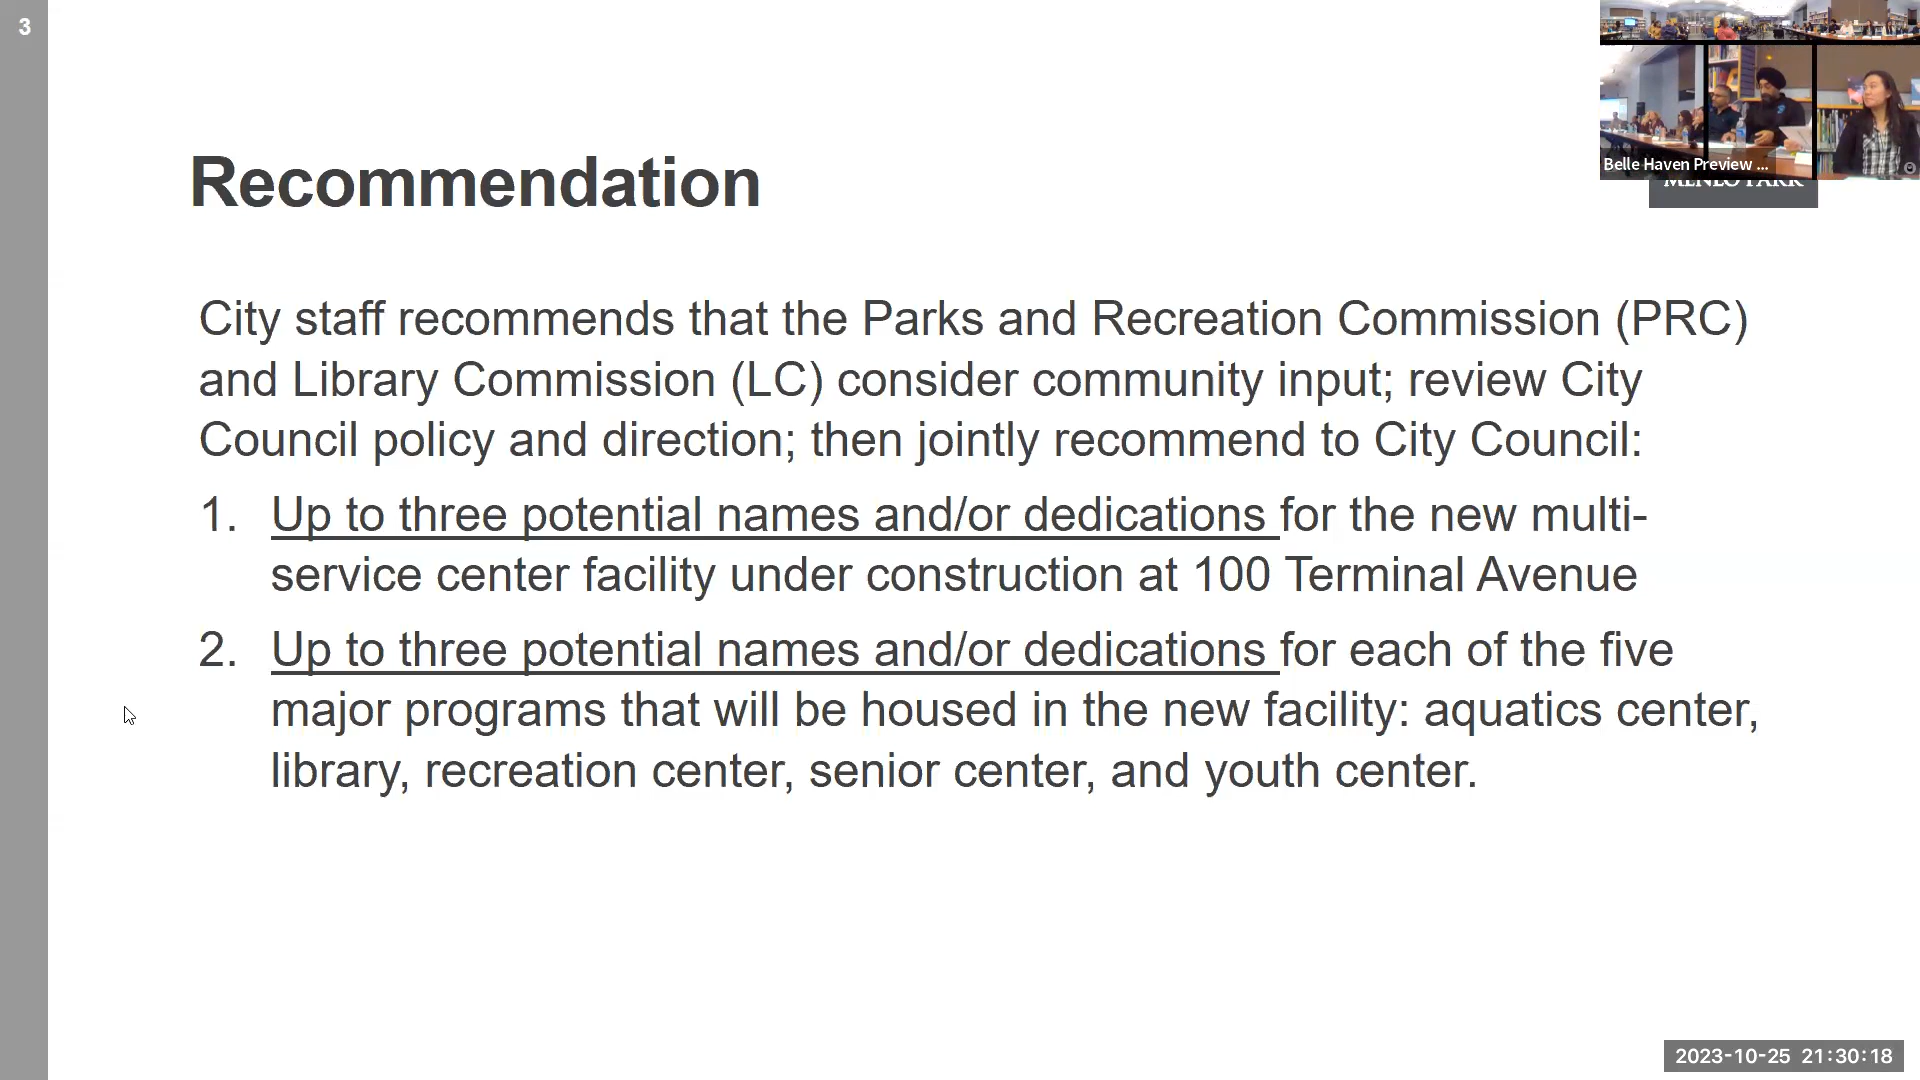 3
Belle Haven Preview ...
MENLO PARK
Recommendation
City staff recommends that the Parks and Recreation Commission (PRC)
and Library Commission (LC) consider community input; review City
Council policy and direction; then jointly recommend to City Council:
1. Up to three potential names and/or dedications for the new multi-
service center facility under construction at 100 Terminal Avenue
2. Up to three potential names and/or dedications for each of the five
major programs that will be housed in the new facility: aquatics center,
library, recreation center, senior center, and youth center.
2023-10-25 21:30:18